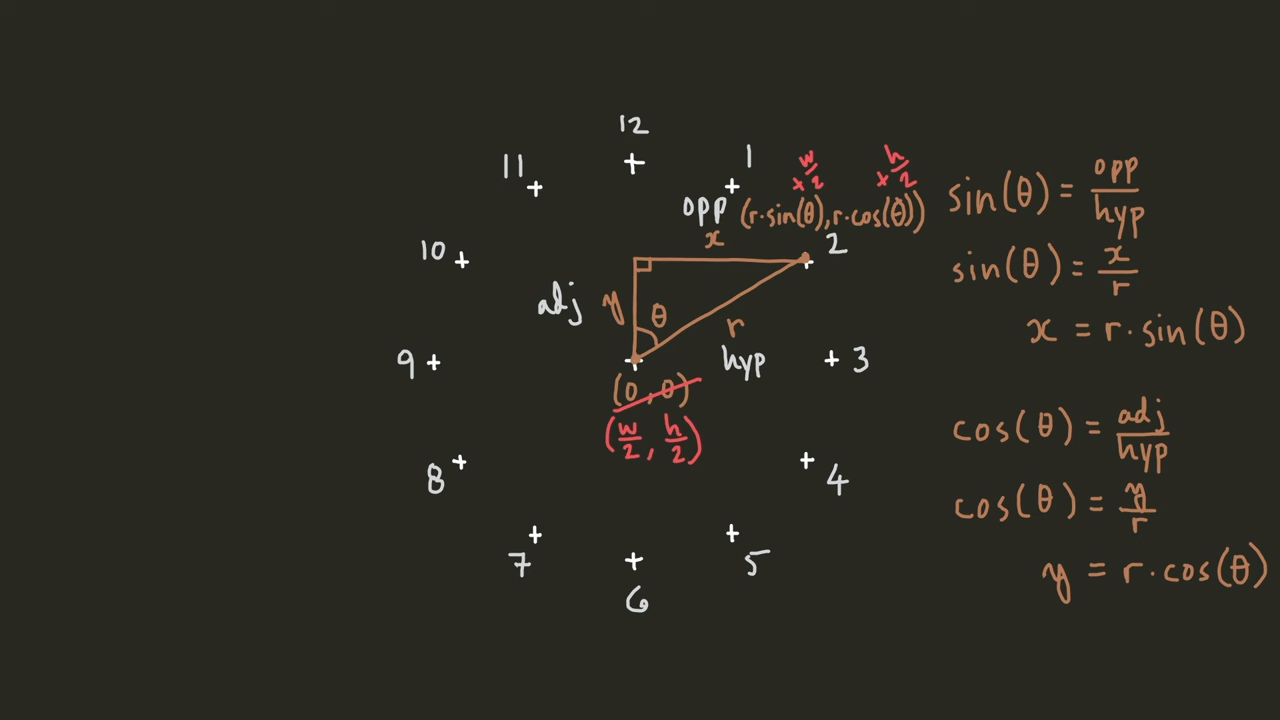 12
11
1
w/2 h/2
× ×
opp (r·sin(θ), r·cos(θ))
x
10
2
adj y θ r
hyp
9
3
(0, 0)
(w/2, h/2)
8
4
7
5
6
sin(θ) = opp/hyp
sin(θ) = x/r
x = r·sin(θ)
cos(θ) = adj/hyp
cos(θ) = y/r
y = r·cos(θ)